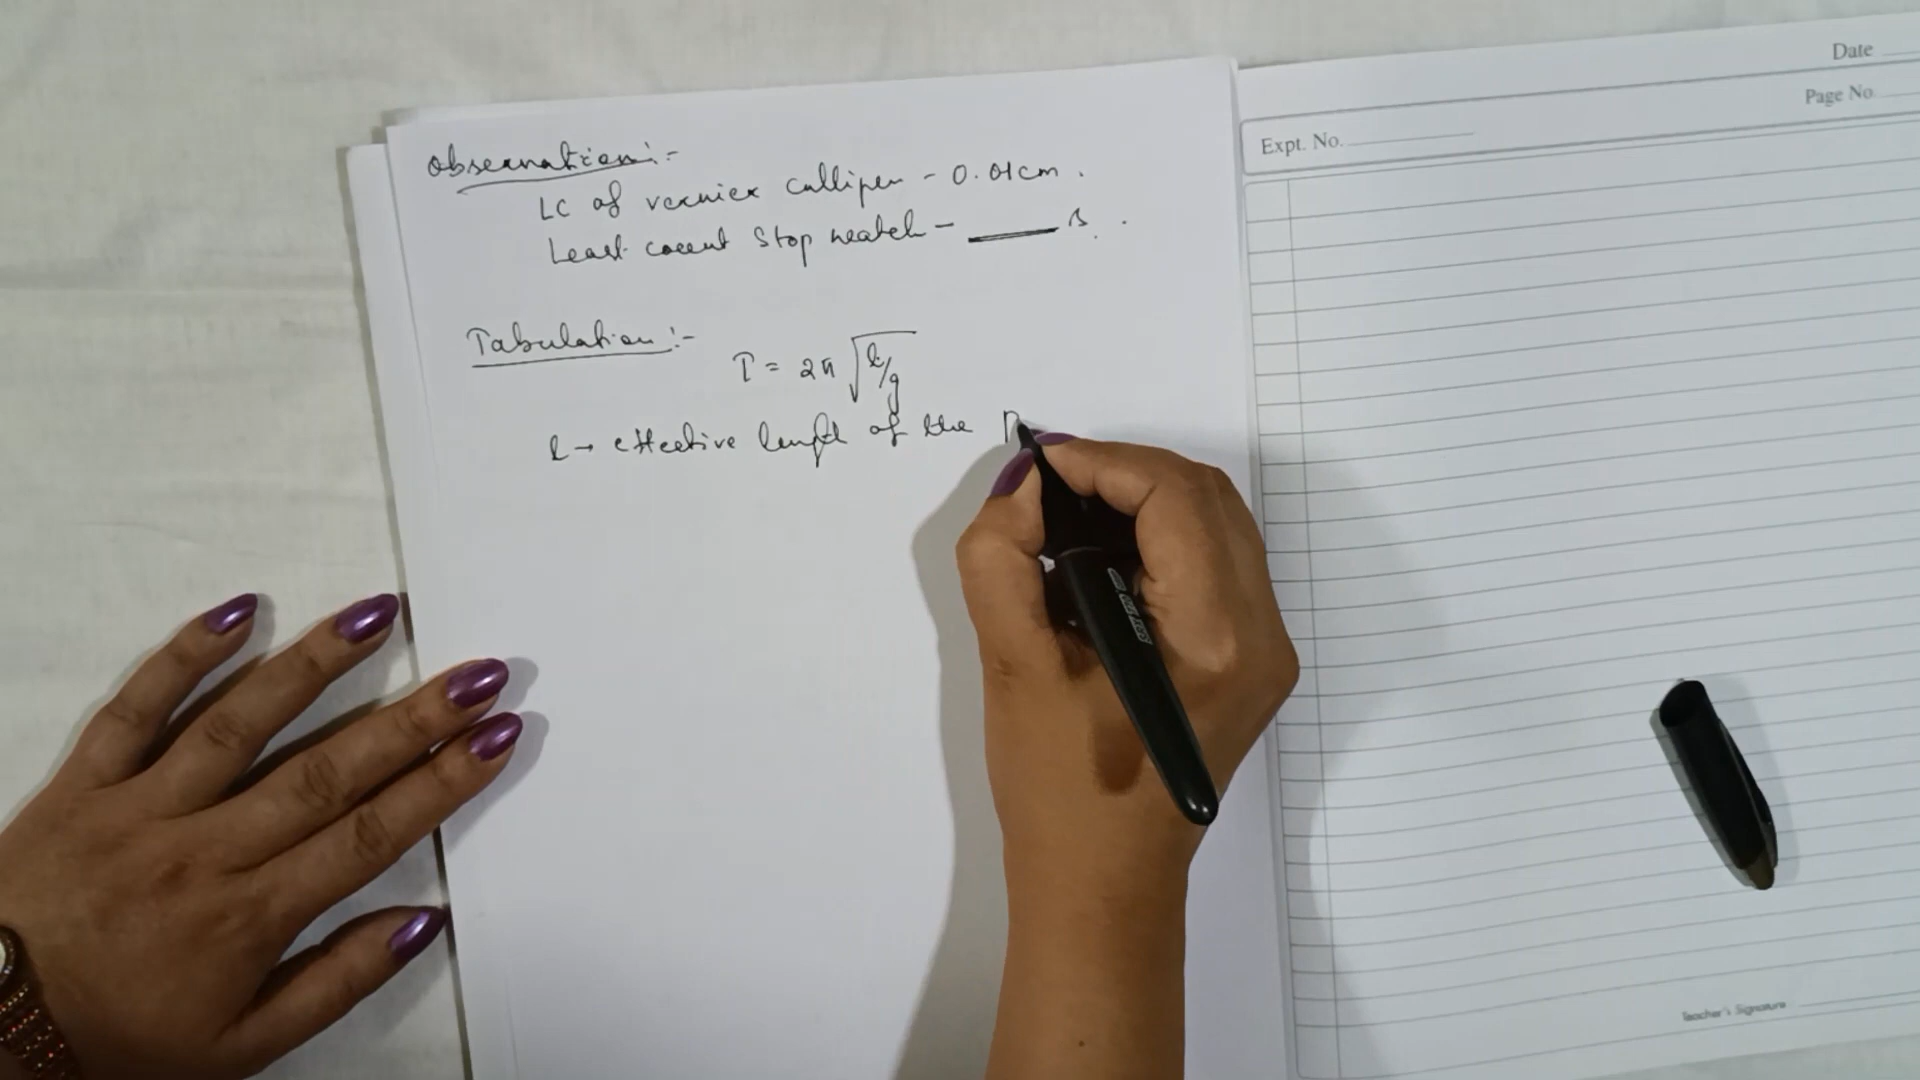 Observation:-
LC of vernier calliper - 0.01cm.
Least count Stop watch - ____ s.
Tabulation:-
T = 2π √l/g
l → effective length of the P
Date
Page No
Expt. No.
Teacher's Signature